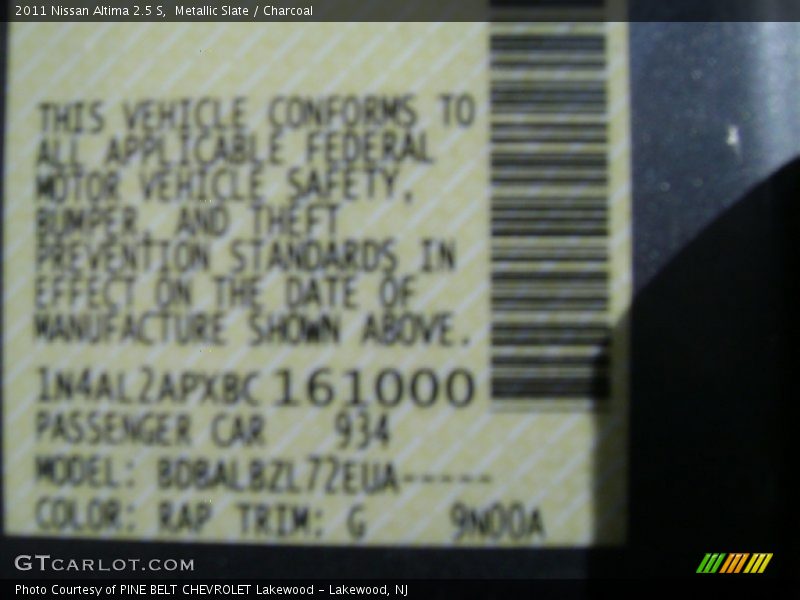 2011 Nissan Altima 2.5 S,  Metallic Slate / Charcoal
THIS VEHICLE CONFORMS TO
ALL APPLICABLE FEDERAL
MOTOR VEHICLE SAFETY,
BUMPER, AND THEFT
PREVENTION STANDARDS IN
EFFECT ON THE DATE OF
MANUFACTURE SHOWN ABOVE.
1N4AL2APXBC161000
PASSENGER CAR 934
MODEL: BDBALBZL72EUA-----
COLOR: RAP TRIM: G 9N00A
GTCARLOT.COM
Photo Courtesy of PINE BELT CHEVROLET Lakewood - Lakewood, NJ